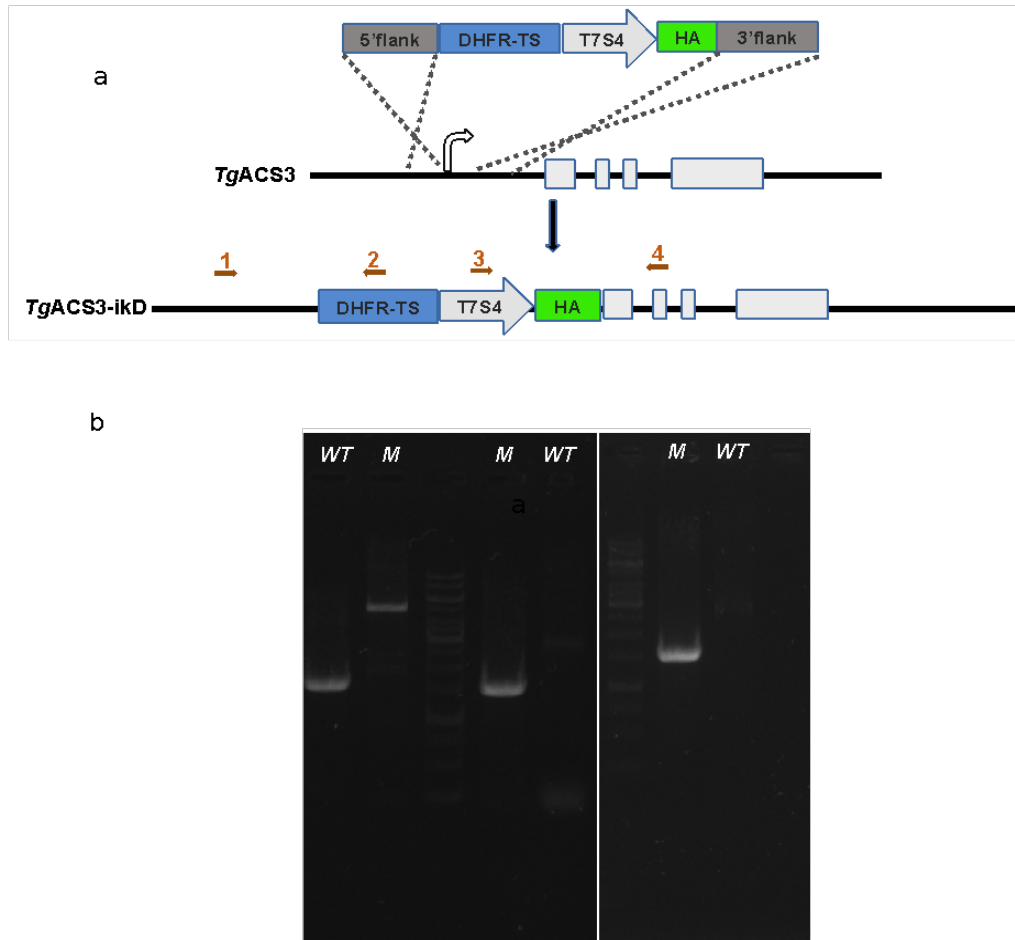 a
5'flank DHFR-TS T7S4 HA 3'flank
TgACS3
1 2 3 4
TgACS3-ikD DHFR-TS T7S4 HA
b
WT M M WT M WT
a